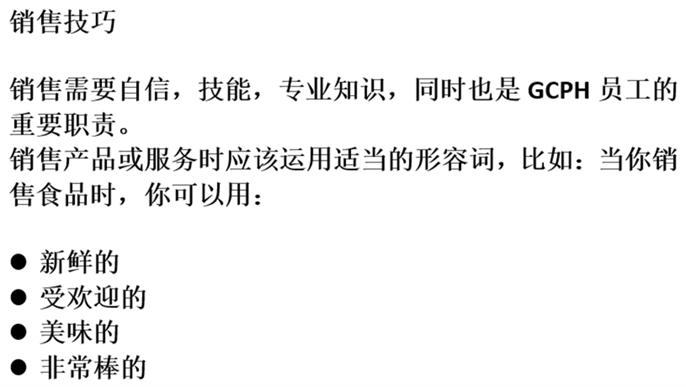 销售技巧
销售需要自信，技能，专业知识，同时也是 GCPH 员工的
重要职责。
销售产品或服务时应该运用适当的形容词，比如：当你销
售食品时，你可以用：
● 新鲜的
● 受欢迎的
● 美味的
● 非常棒的